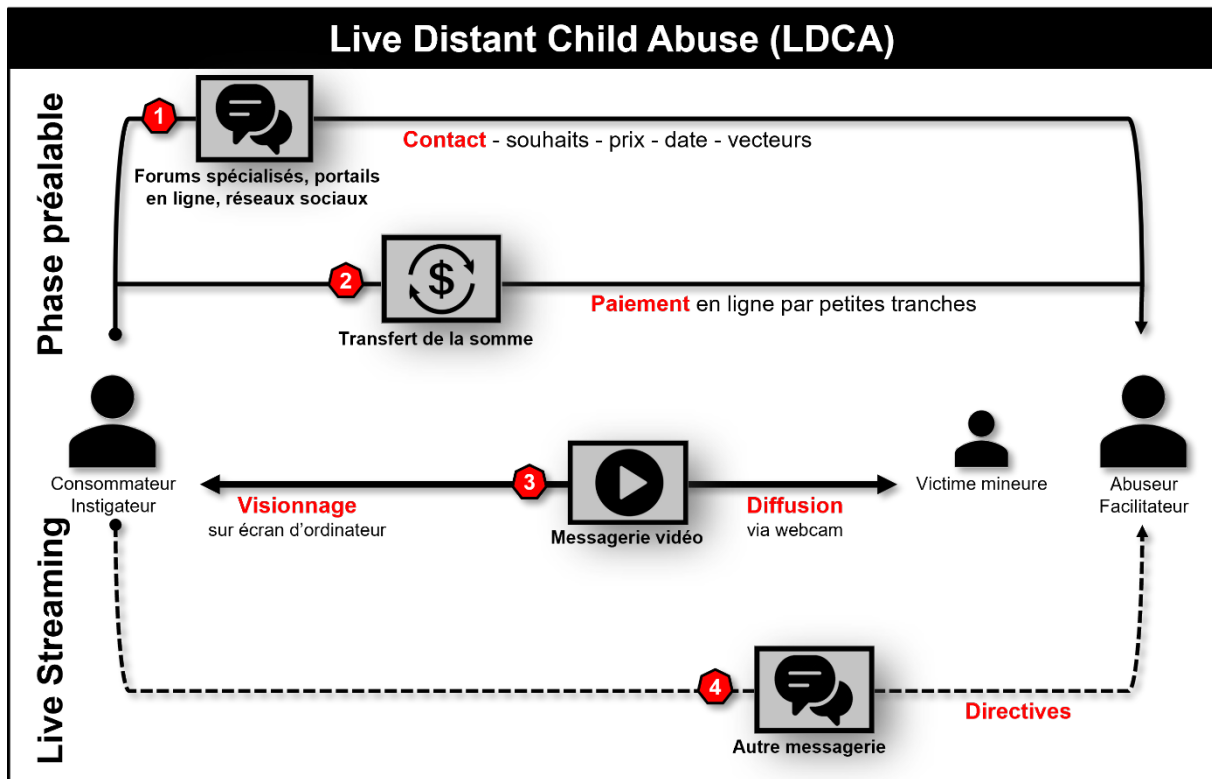 Live Distant Child Abuse (LDCA)
Phase préalable
1
Forums spécialisés, portails
en ligne, réseaux sociaux
Contact - souhaits - prix - date - vecteurs
2
$
Transfert de la somme
Paiement en ligne par petites tranches
Consommateur
Instigateur
Visionnage
sur écran d'ordinateur
3
Messagerie vidéo
Diffusion
via webcam
Victime mineure
Abuseur
Facilitateur
Live Streaming
4
Autre messagerie
Directives